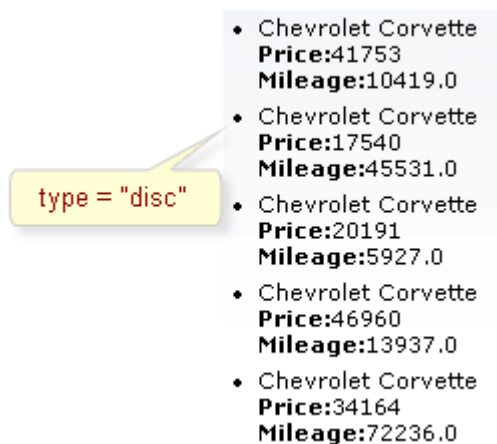 • Chevrolet Corvette
Price:41753
Mileage:10419.0
• Chevrolet Corvette
Price:17540
Mileage:45531.0
type = "disc"
• Chevrolet Corvette
Price:20191
Mileage:5927.0
• Chevrolet Corvette
Price:46960
Mileage:13937.0
• Chevrolet Corvette
Price:34164
Mileage:72236.0